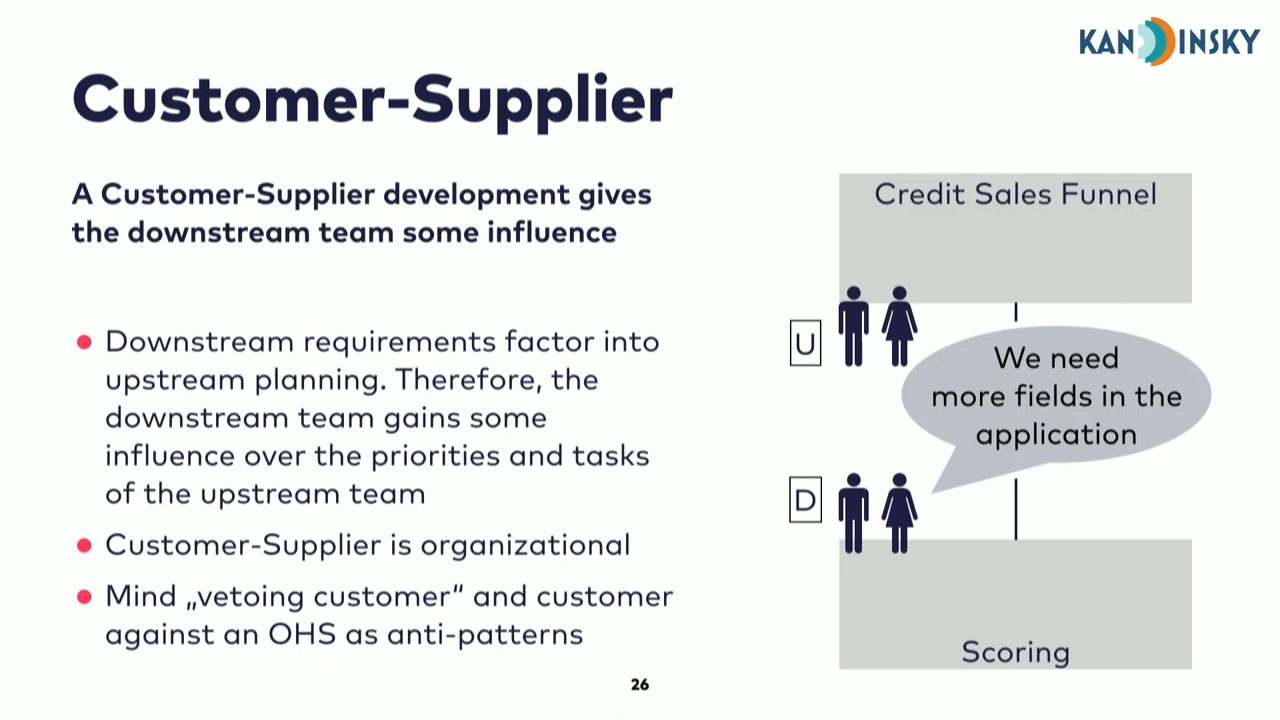 KANDDINSKY
Customer-Supplier
A Customer-Supplier development gives
the downstream team some influence
Downstream requirements factor into
upstream planning. Therefore, the
downstream team gains some
influence over the priorities and tasks
of the upstream team
Customer-Supplier is organizational
Mind „vetoing customer“ and customer
against an OHS as anti-patterns
Credit Sales Funnel
U
We need
more fields in the
application
D
Scoring
26